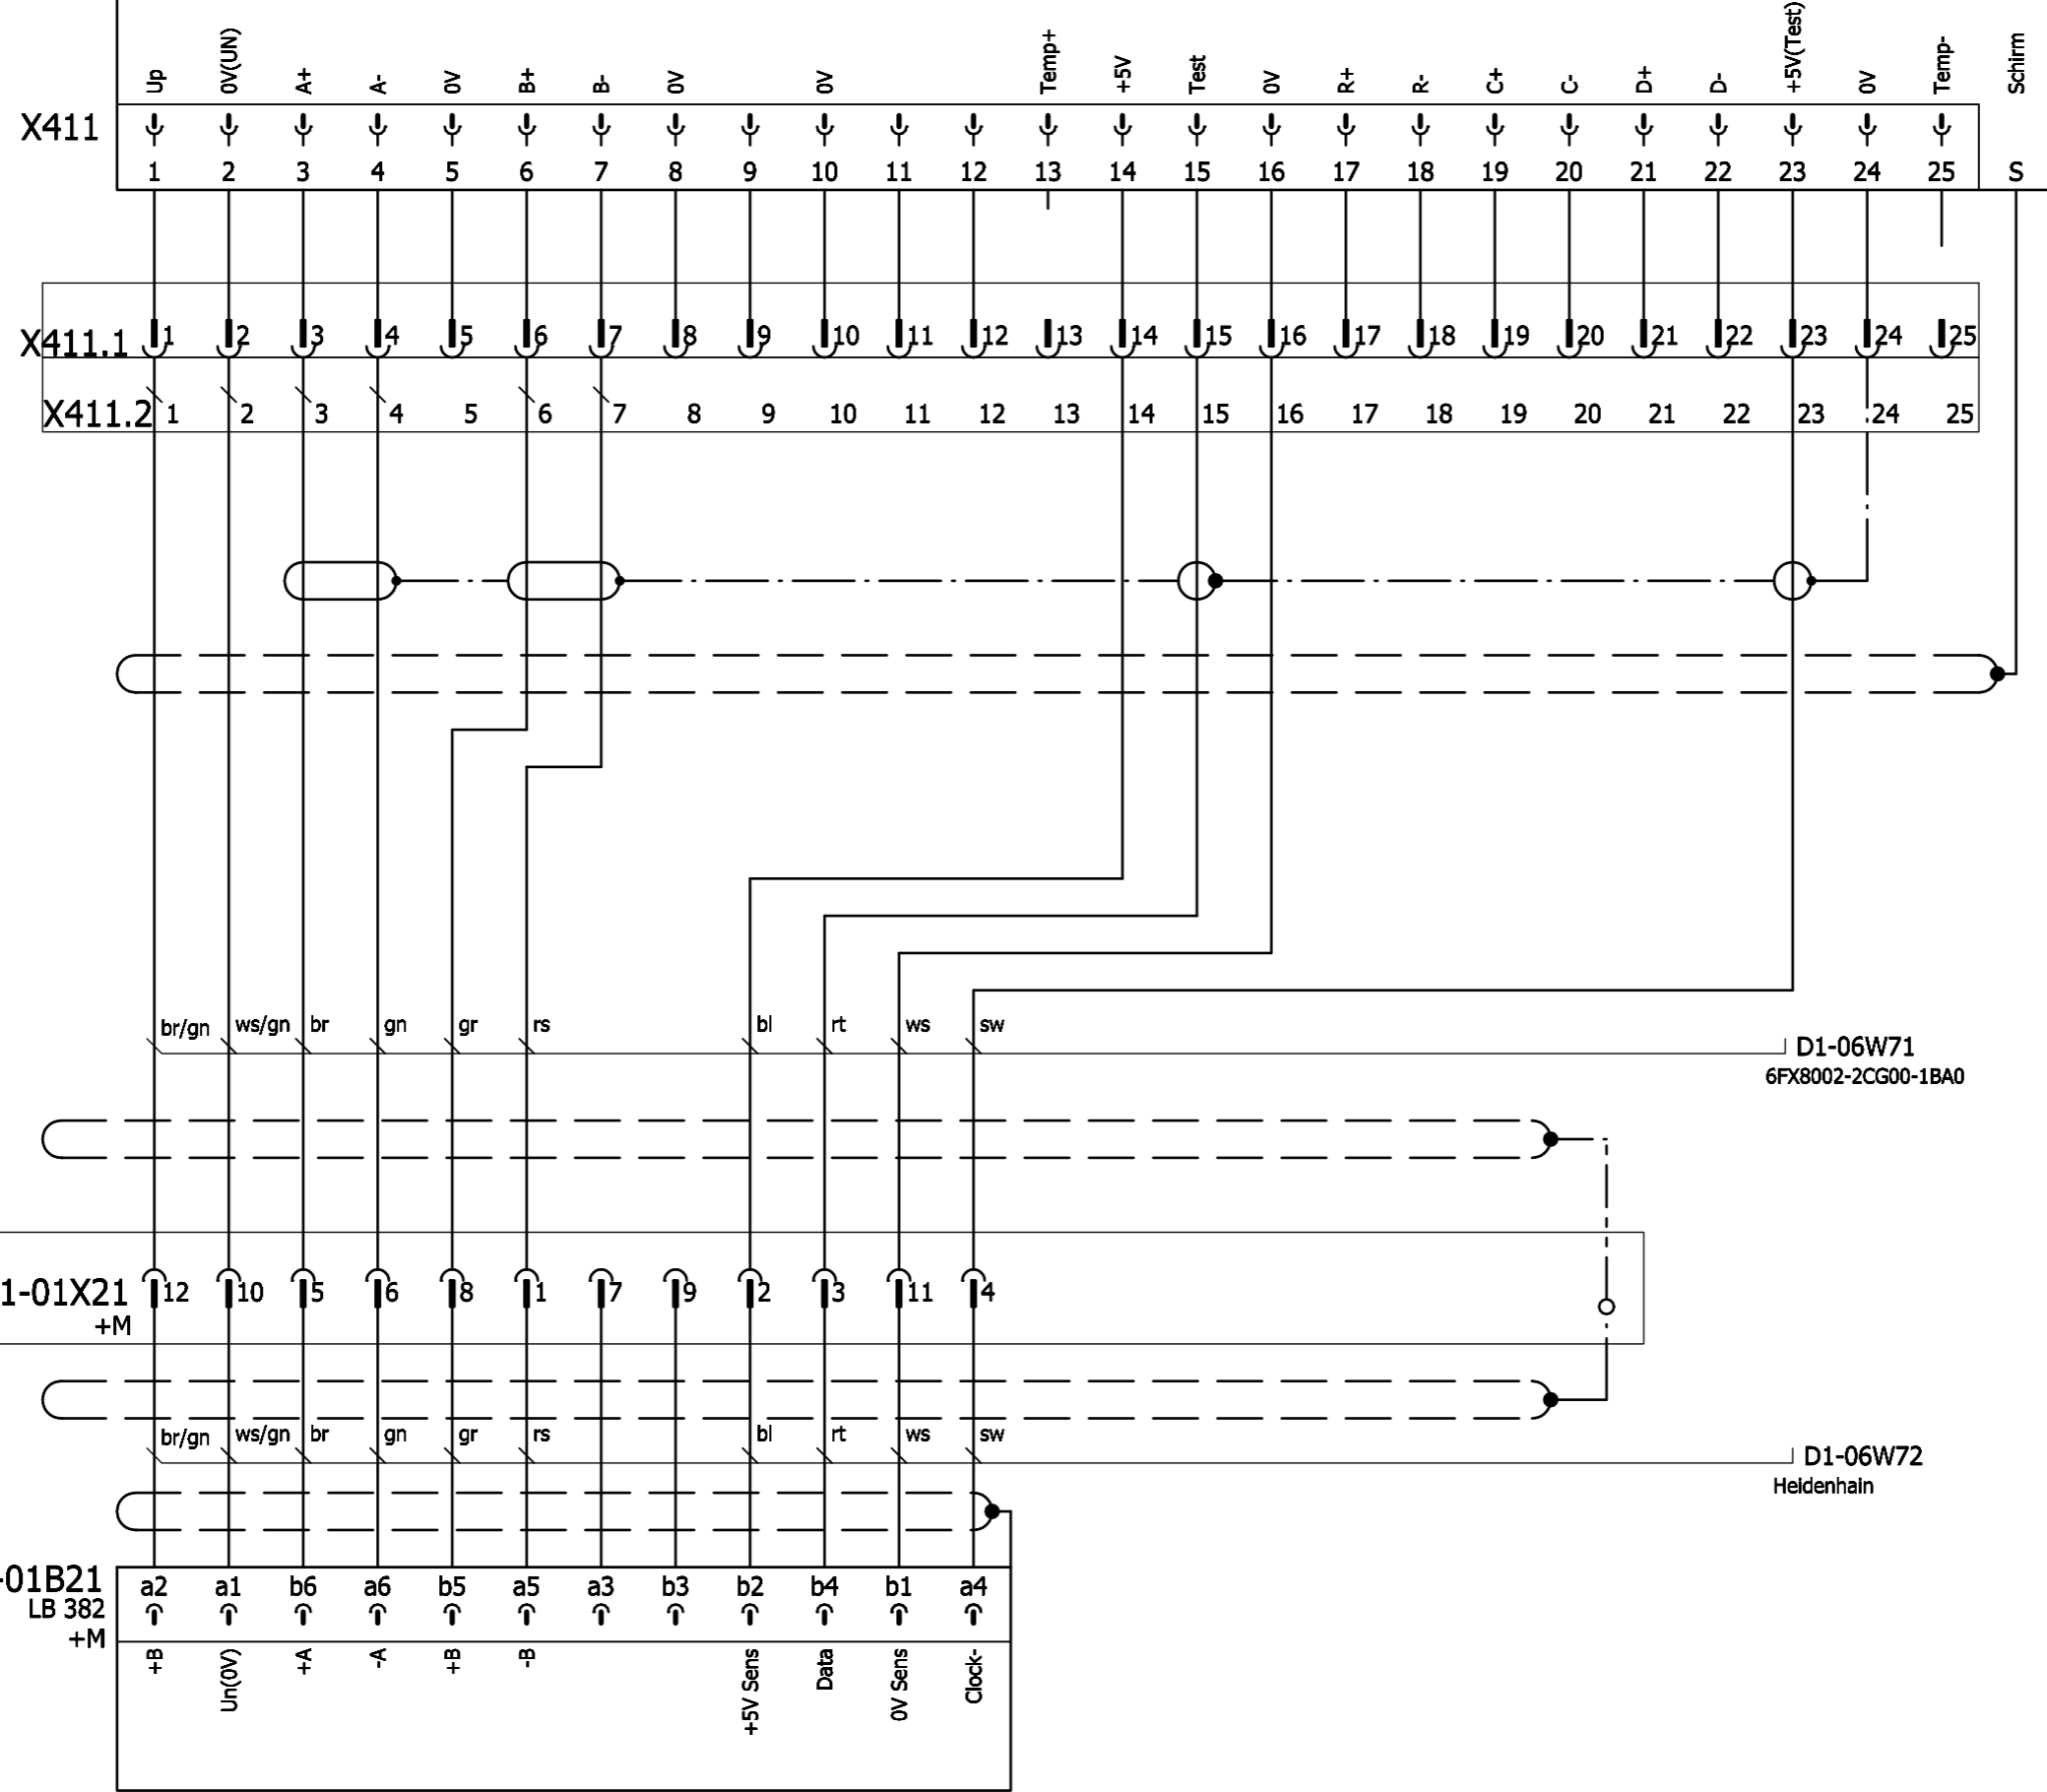 Up 0V(UN) A+ A- 0V B+ B- 0V 0V Temp+ +5V Test 0V R+ R- C+ C- D+ D- +5V(Test) 0V Temp- Schirm
X411
1 2 3 4 5 6 7 8 9 10 11 12 13 14 15 16 17 18 19 20 21 22 23 24 25 S
X411.1 1 2 3 4 5 6 7 8 9 10 11 12 13 14 15 16 17 18 19 20 21 22 23 24 25
X411.2 1 2 3 4 5 6 7 8 9 10 11 12 13 14 15 16 17 18 19 20 21 22 23 24 25
br/gn ws/gn br gn gr rs bl rt ws sw
D1-06W71
6FX8002-2CG00-1BA0
1-01X21 12 10 5 6 8 1 7 9 2 3 11 4
+M
br/gn ws/gn br gn gr rs bl rt ws sw
D1-06W72
Heidenhain
-01B21 a2 a1 b6 a6 b5 a5 a3 b3 b2 b4 b1 a4
LB 382
+M
+B Un(0V) +A -A +B -B +5V Sens Data 0V Sens Clock-